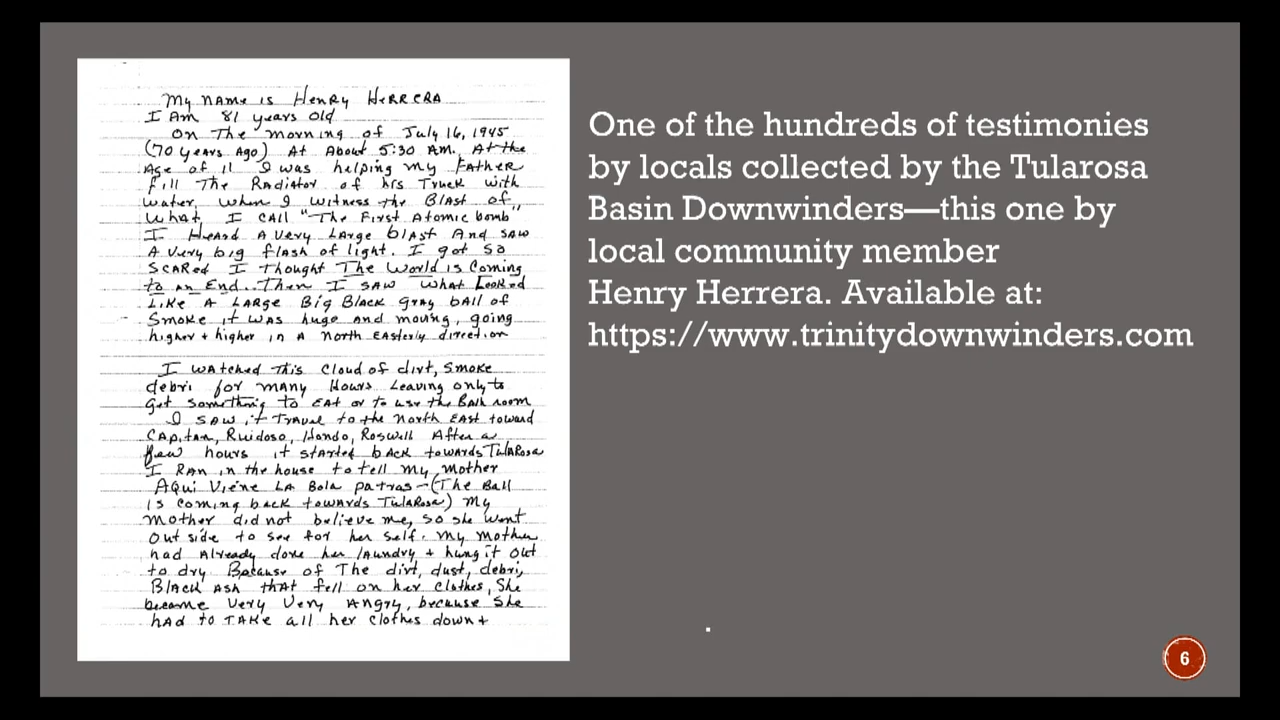 My name is Henry Herrera
I Am 81 years old
On The morning of July 16, 1945
(70 years Ago) At About 5:30 AM. At the
Age of 11 I was helping my Father
fill The Radiator of his Truck with
water, when I witness the Blast of
what I call "The First Atomic bomb"
I Heard A very Large blast And saw
A very big flash of light. I got so
Scared I thought The World is Coming
to an End. Then I saw what Looked
Like A Large Big Black gray ball of
Smoke it was huge and moving, going
higher + higher in A North Easterly direction
I watched This Cloud of dirt, smoke
debri for many Hours Leaving only to
get something to Eat or to use the Bath room
I saw it Travel to the North East toward
Capitan, Ruidoso, Hondo, Roswell After a
few hours it started back towards Tularosa
I Ran in the house to tell my mother
Aqui Viene La Bola patras - (The Ball
is coming back towards Tularosa) My
mother did not believe me, so she went
out side to see for her self. My mother
had Already done her laundry + hung it out
to dry Because of The dirt, dust, debri,
Black Ash that fell on her clothes, She
became Very Very Angry, because She
had to Take all her clothes down +
One of the hundreds of testimonies
by locals collected by the Tularosa
Basin Downwinders—this one by
local community member
Henry Herrera. Available at:
https://www.trinitydownwinders.com
6